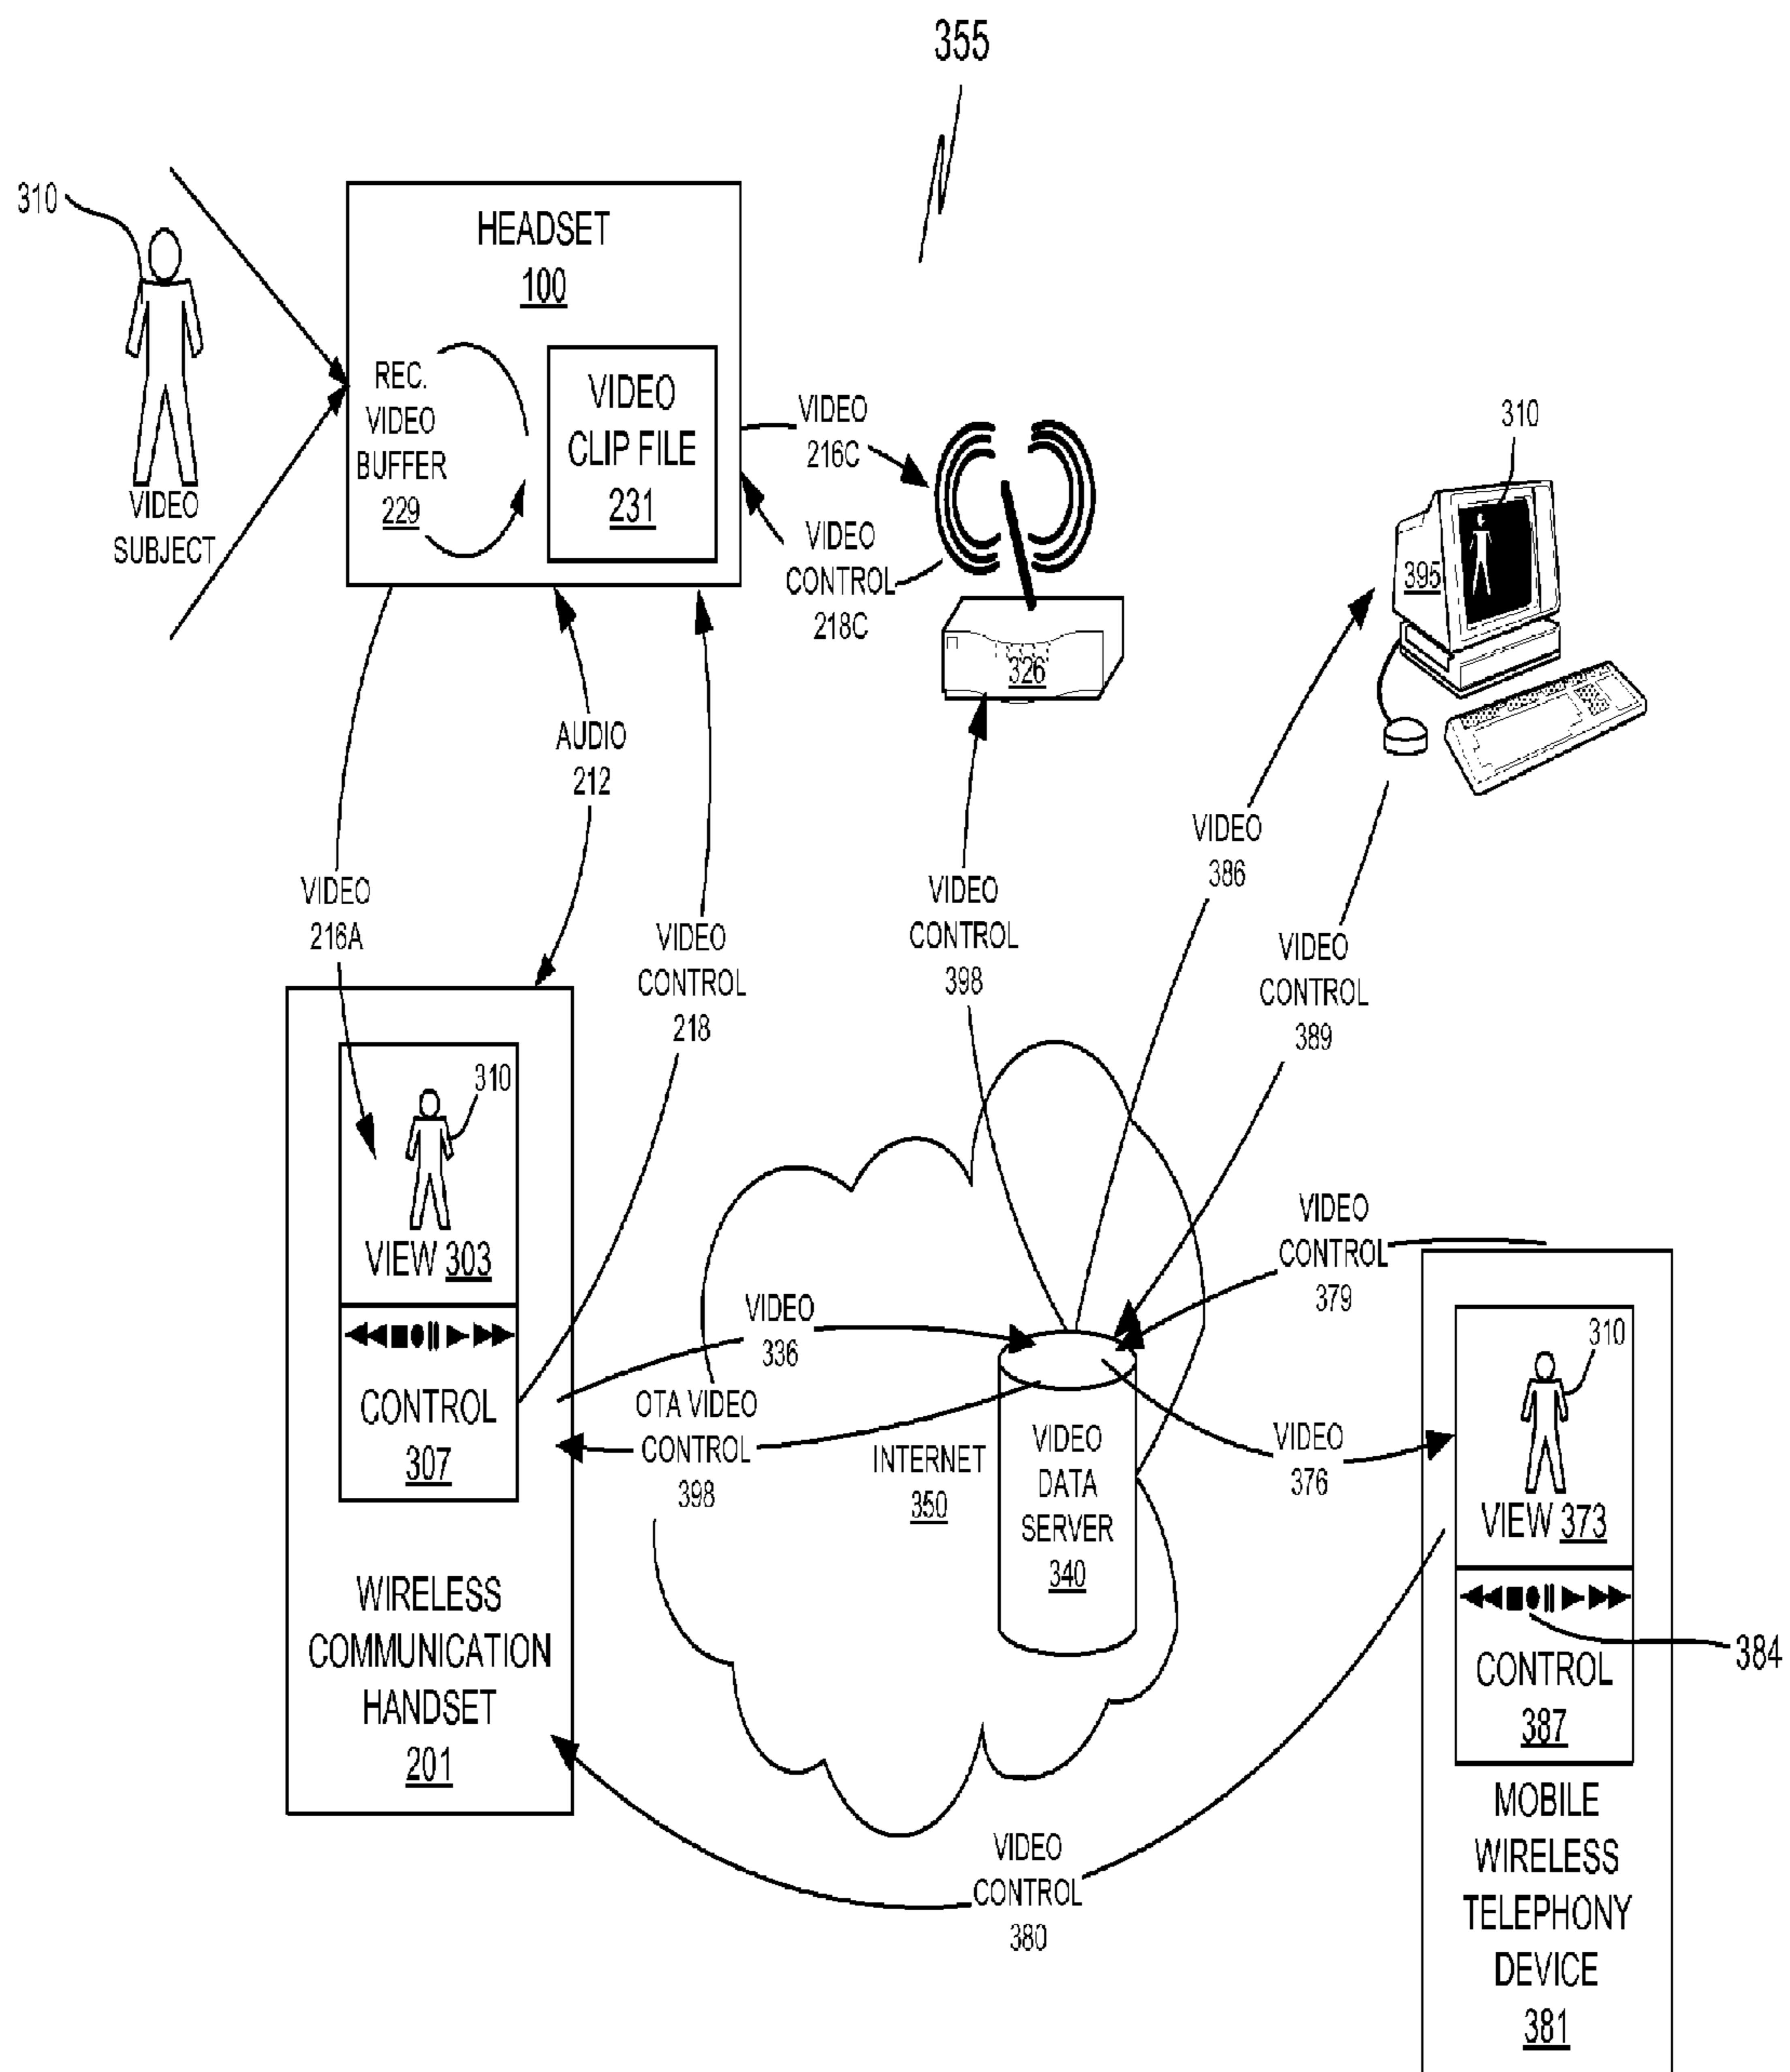 355
310
VIDEO
SUBJECT
HEADSET
100
REC.
VIDEO
BUFFER
229
VIDEO
CLIP FILE
231
VIDEO
216C
VIDEO
CONTROL
218C
326
310
395
AUDIO
212
VIDEO
216A
VIDEO
CONTROL
218
VIDEO
CONTROL
398
VIDEO
386
VIDEO
CONTROL
389
310
VIEW 303
CONTROL
307
WIRELESS
COMMUNICATION
HANDSET
201
VIDEO
336
OTA VIDEO
CONTROL
398
INTERNET
350
VIDEO
DATA
SERVER
340
VIDEO
CONTROL
379
VIDEO
376
VIDEO
CONTROL
380
310
VIEW 373
384
CONTROL
387
MOBILE
WIRELESS
TELEPHONY
DEVICE
381